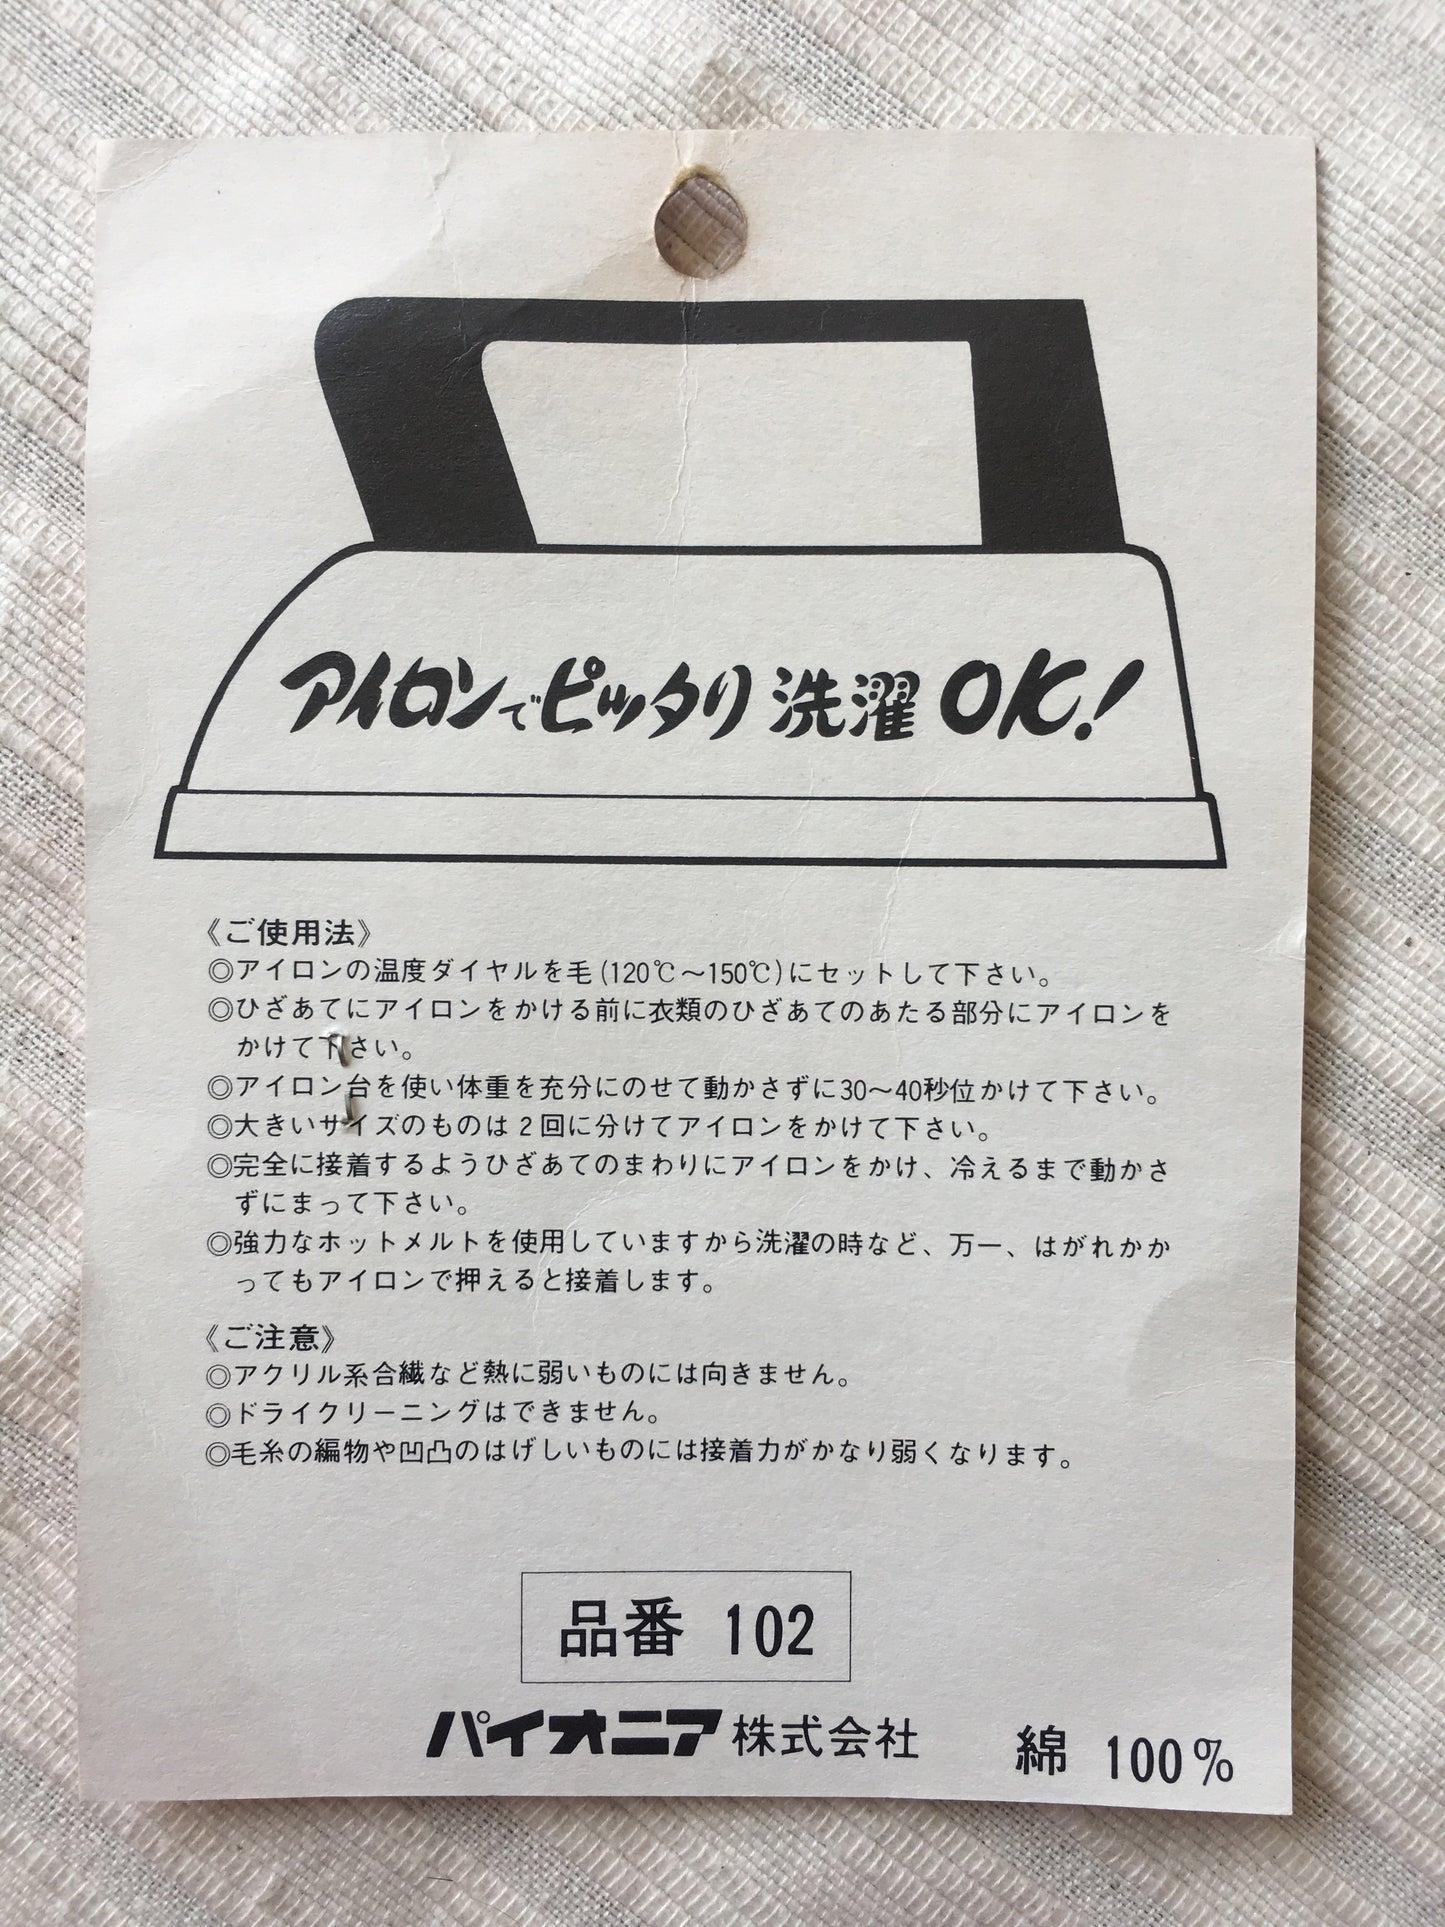 アイロンでピッタリ 洗濯 OK!
《ご使用法》
◎アイロンの温度ダイヤルを毛(120℃～150℃)にセットして下さい。
◎ひざあてにアイロンをかける前に衣類のひざあてのあたる部分にアイロンを
かけて下さい。
◎アイロン台を使い体重を充分にのせて動かさずに30～40秒位かけて下さい。
◎大きいサイズのものは2回に分けてアイロンをかけて下さい。
◎完全に接着するようひざあてのまわりにアイロンをかけ、冷えるまで動かさ
ずにまって下さい。
◎強力なホットメルトを使用していますから洗濯の時など、万一、はがれかか
ってもアイロンで押えると接着します。
《ご注意》
◎アクリル系合繊など熱に弱いものには向きません。
◎ドライクリーニングはできません。
◎毛糸の編物や凹凸のはげしいものには接着力がかなり弱くなります。
品番 102
パイオニア株式会社
綿 100%